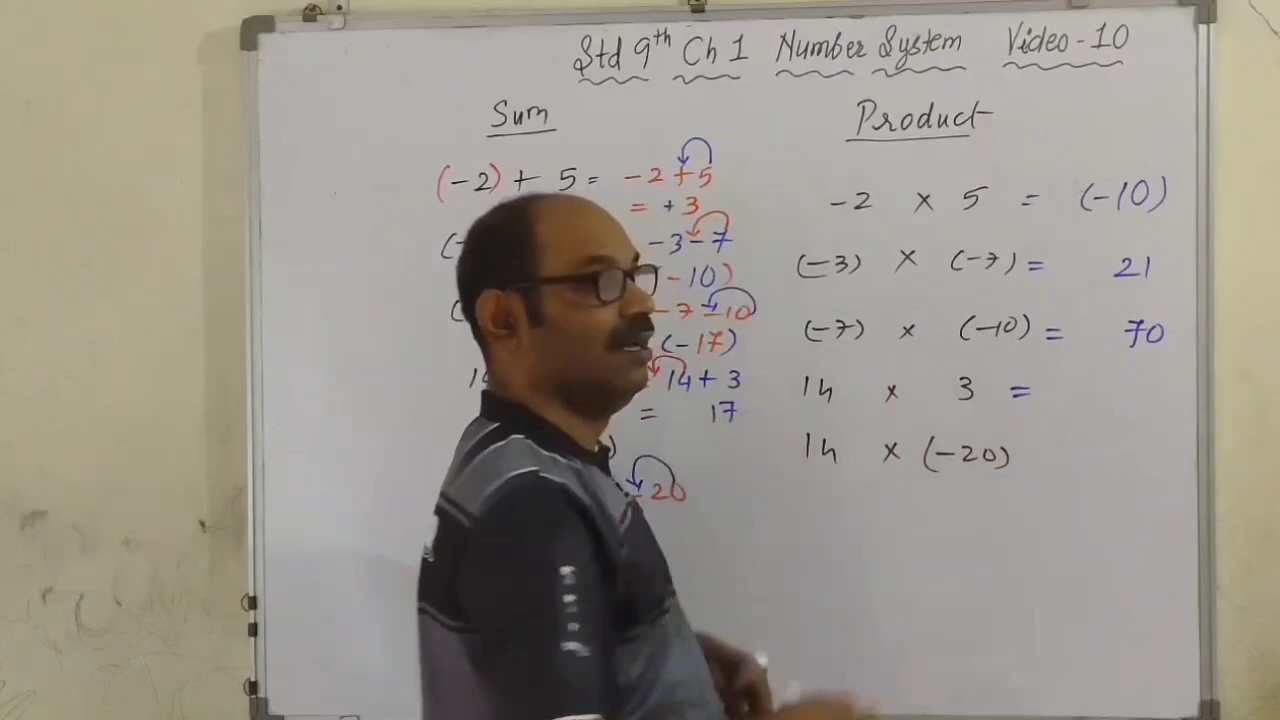 Std 9th Ch 1 Number System Video-10
Sum
(-2) + 5 = -2 + 5
= + 3
(- -3 - 7
-10)
( - 7 - 10
(-17)
14 14 + 3
= 17
)
- 20
Product
-2 × 5 = (-10)
(-3) × (-7) = 21
(-7) × (-10) = 70
14 × 3 =
14 × (-20)